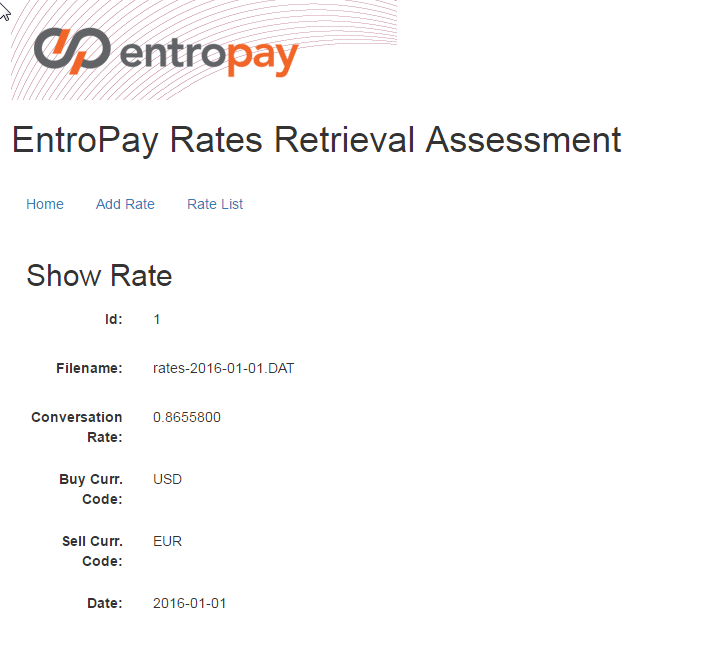 entropay
EntroPay Rates Retrieval Assessment
Home Add Rate Rate List
Show Rate
Id: 1
Filename: rates-2016-01-01.DAT
Conversation 0.8655800
Rate:
Buy Curr. USD
Code:
Sell Curr. EUR
Code:
Date: 2016-01-01